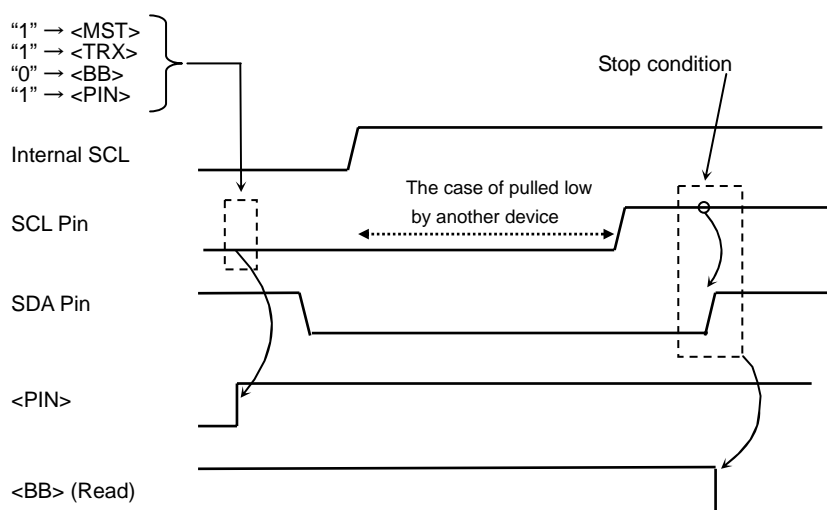 “1” → <MST>
“1” → <TRX>
“0” → <BB>
“1” → <PIN>
Stop condition
Internal SCL
The case of pulled low
by another device
SCL Pin
SDA Pin
<PIN>
<BB> (Read)